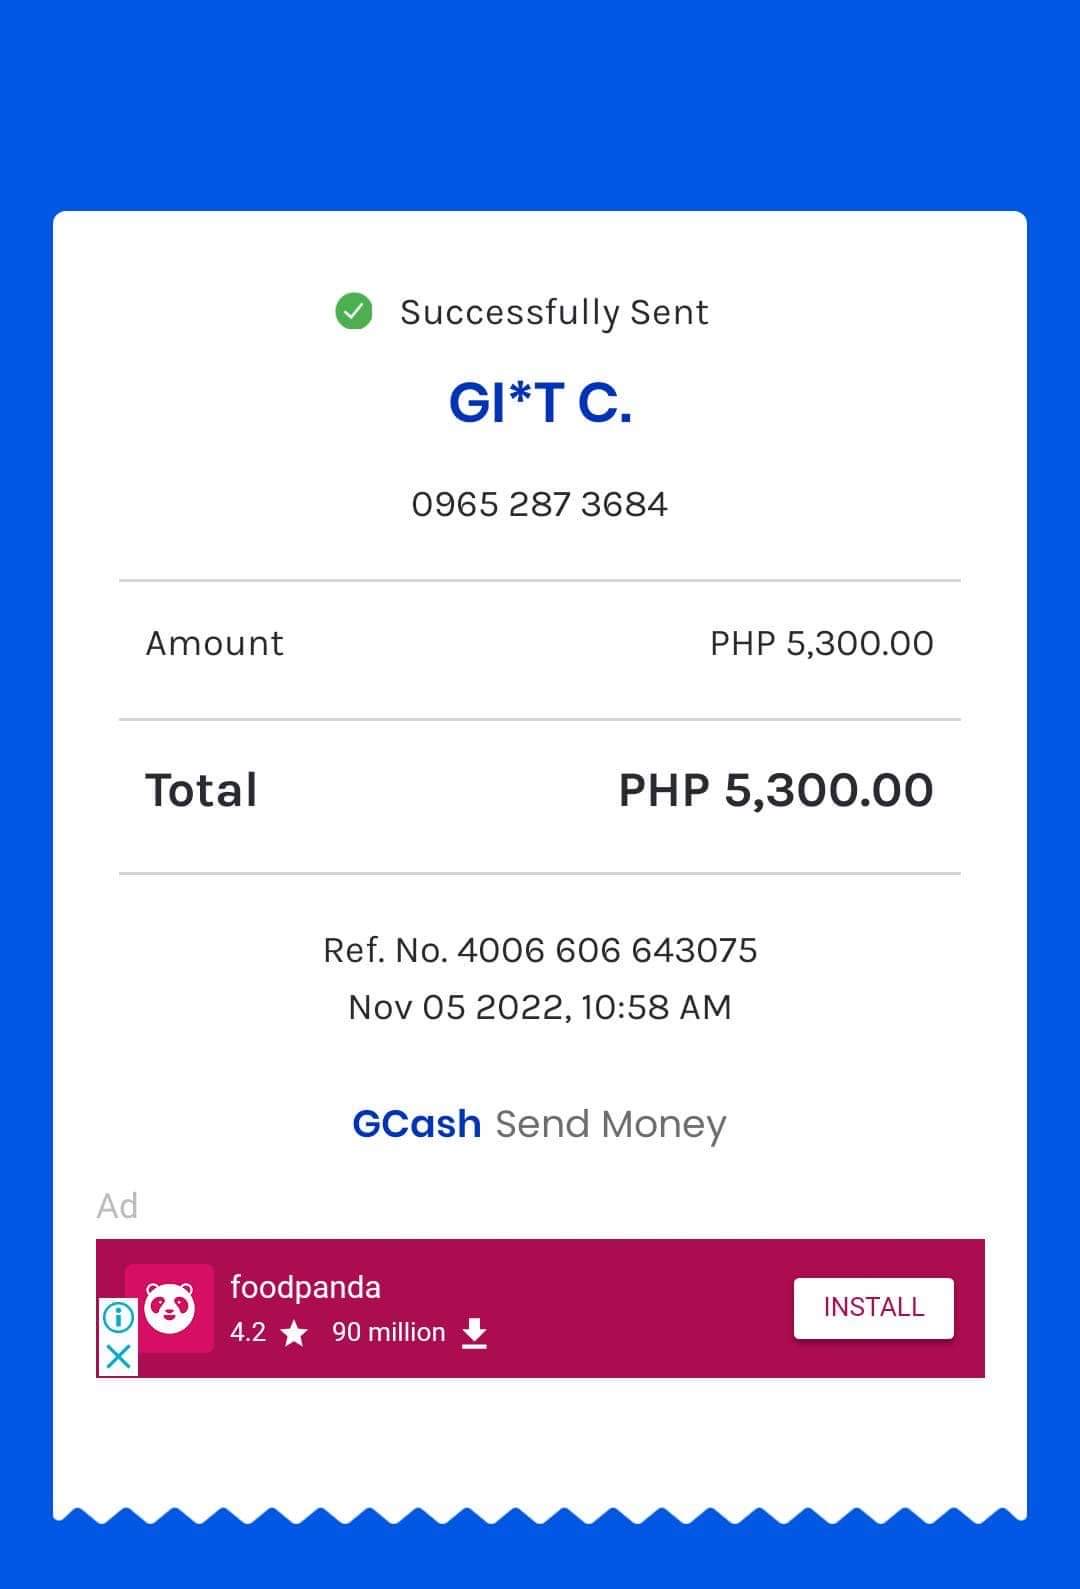 Successfully Sent
GI*T C.
0965 287 3684
Amount PHP 5,300.00
Total PHP 5,300.00
Ref. No. 4006 606 643075
Nov 05 2022, 10:58 AM
GCash Send Money
Ad
foodpanda
4.2 90 million
INSTALL